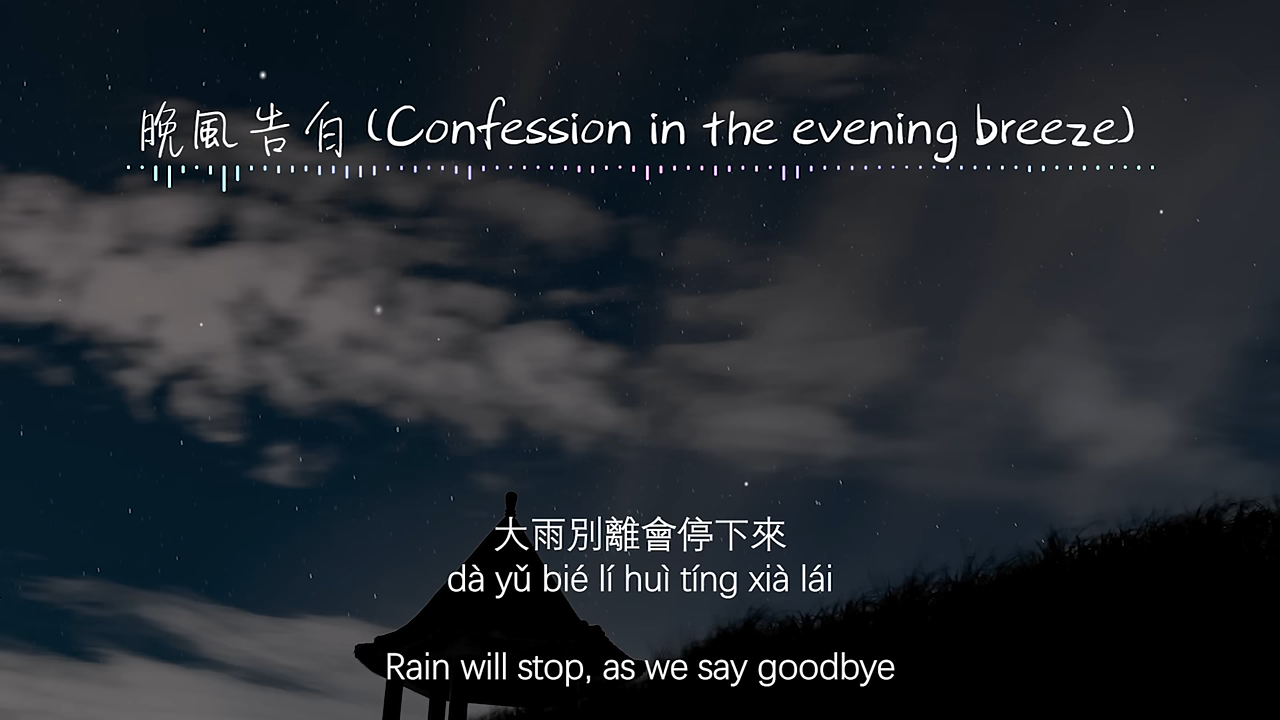 晚風告白 (Confession in the evening breeze)
大雨別離會停下來
dà yǔ bié lí huì tíng xià lái
Rain will stop, as we say goodbye